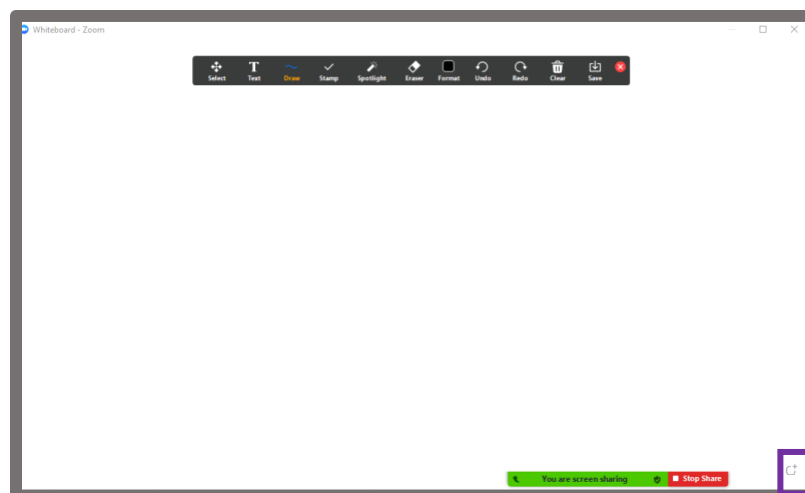 Whiteboard - Zoom
Select Text Draw Stamp Spotlight Eraser Format Undo Redo Clear Save
You are screen sharing Stop Share